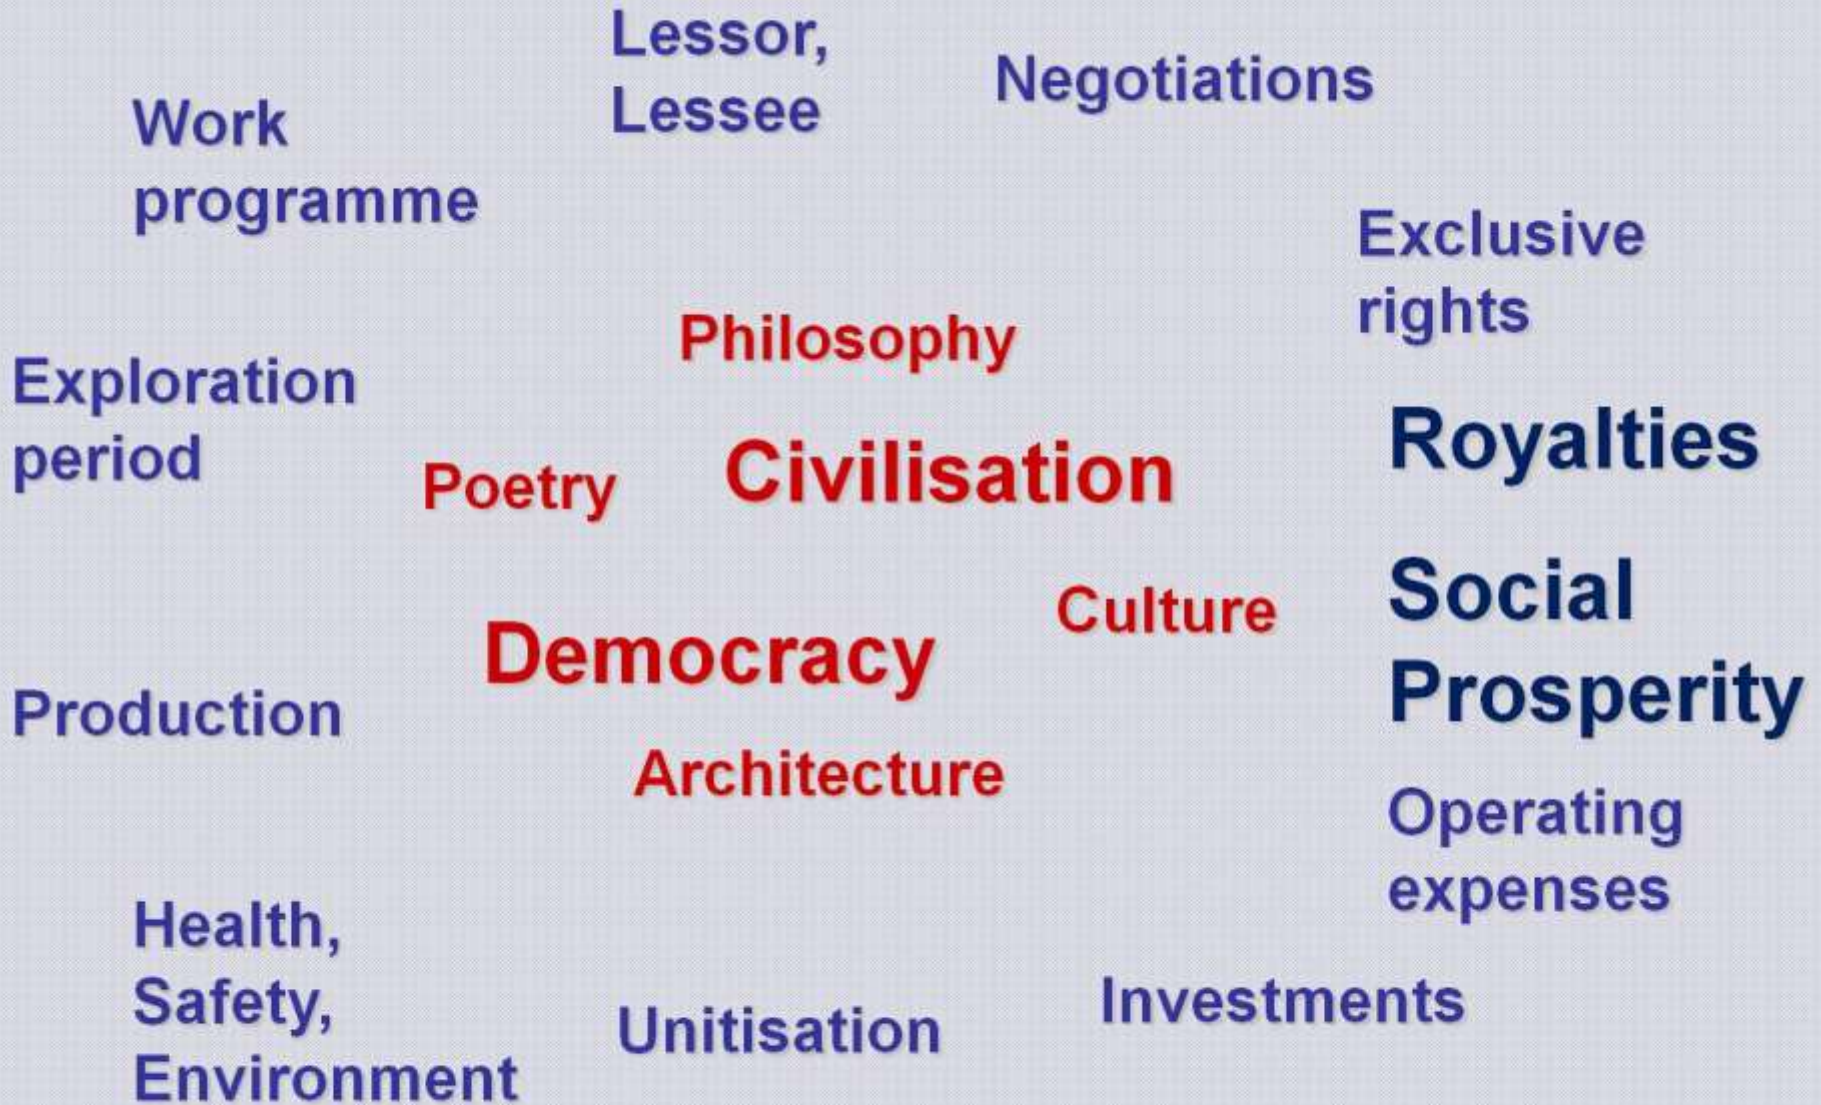 Lessor,
Lessee
Negotiations
Work
programme
Exclusive
rights
Philosophy
Exploration
period
Royalties
Civilisation
Poetry
Social
Prosperity
Culture
Democracy
Production
Architecture
Operating
expenses
Health,
Safety,
Environment
Investments
Unitisation